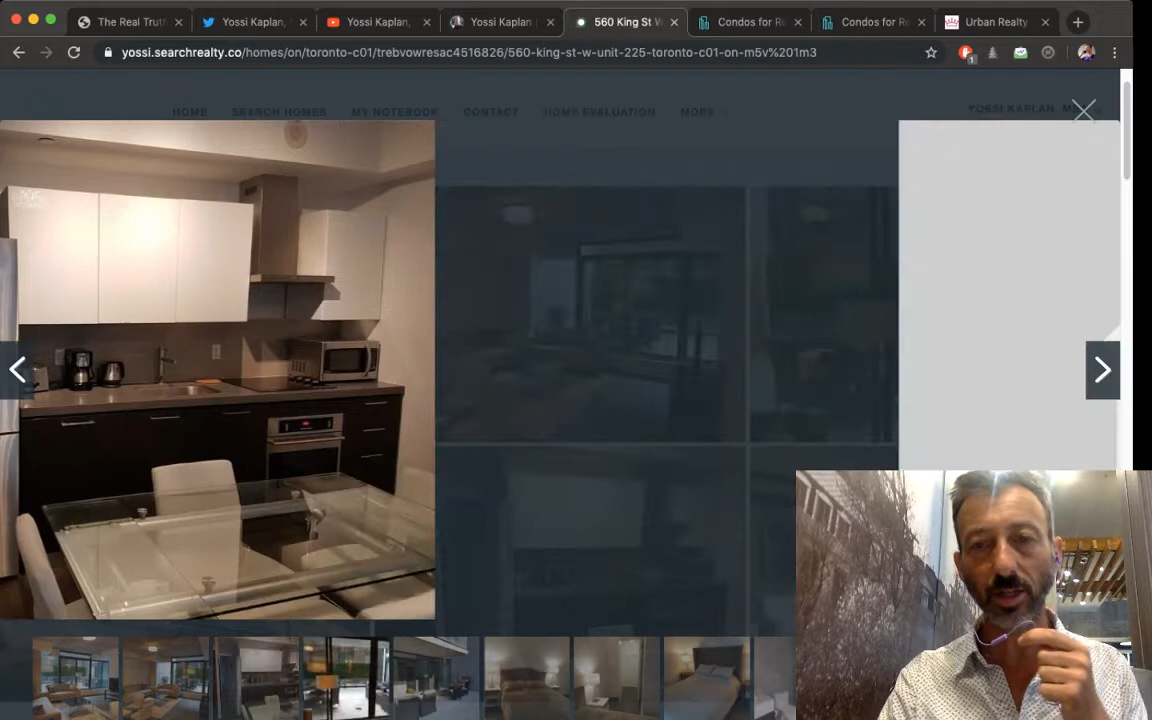 The Real Trut
Yossi Kaplan,
Yossi Kaplan,
Yossi Kaplan
560 King St W
Condos for Re
Condos for Re
Urban Realty
yossi.searchrealty.co/homes/on/toronto-c01/trebvowresac4516826/560-king-st-w-unit-225-toronto-c01-on-m5v%201m3
1
HOME SEARCH HOMES MY NOTEBOOK CONTACT HOME EVALUATION MORE YOSSI KAPLAN,